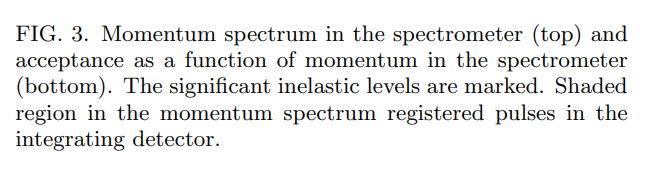 FIG. 3. Momentum spectrum in the spectrometer (top) and
acceptance as a function of momentum in the spectrometer
(bottom). The significant inelastic levels are marked. Shaded
region in the momentum spectrum registered pulses in the
integrating detector.